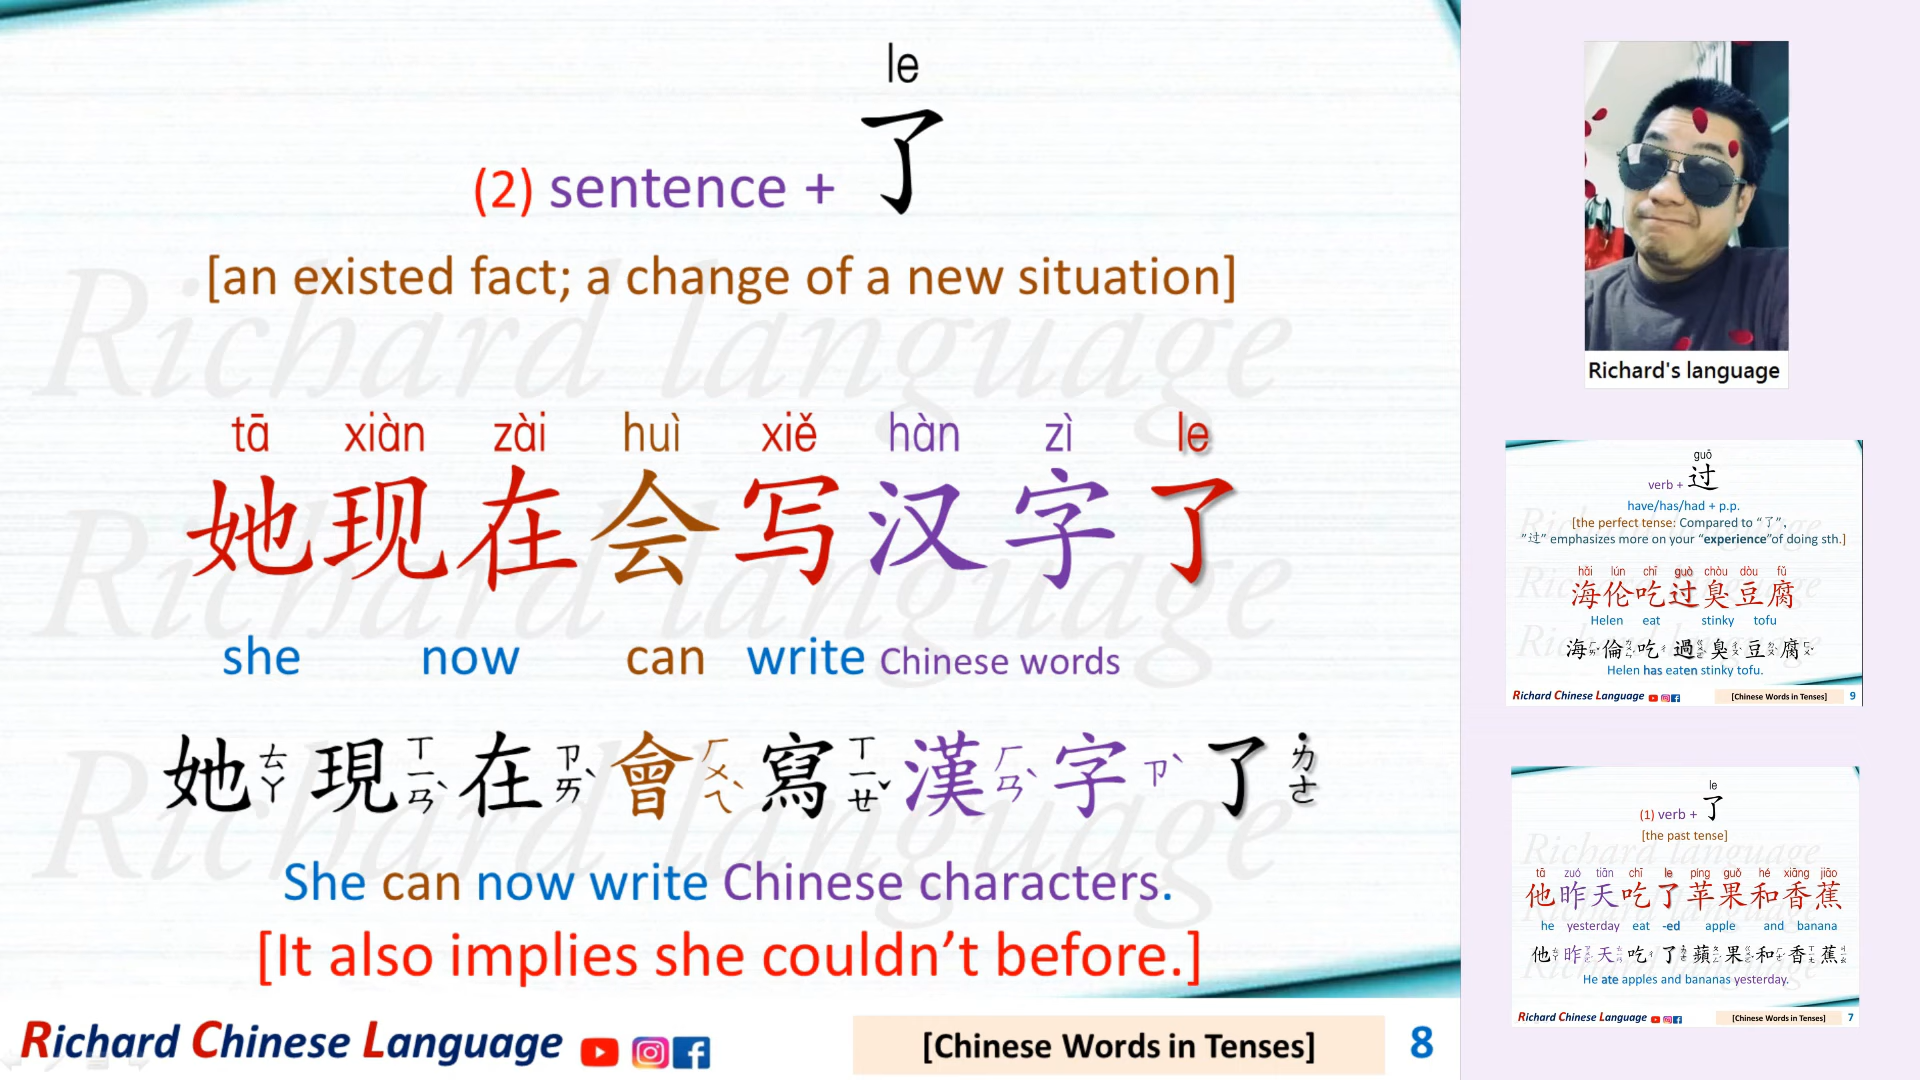 le
(2) sentence + 了
[an existed fact; a change of a new situation]
Richard language
tā xiàn zài huì xiě hàn zì le
她现在会写汉字了
Richard language
she now can write Chinese words
她ㄊㄚ現ㄒㄧㄢˋ在ㄗㄞˋ會ㄏㄨㄟˋ寫ㄒㄧㄝˇ漢ㄏㄢˋ字ㄗˋ了˙ㄌㄜ
Richard language
She can now write Chinese characters.
[It also implies she couldn’t before.]
Richard Chinese Language
[Chinese Words in Tenses] 8
Richard's language
guò
verb + 过
have/has/had + p.p.
[the perfect tense: Compared to “了”,
”过” emphasizes more on your “experience”of doing sth.]
hǎi lún chī guò chòu dòu fǔ
海伦吃过臭豆腐
Helen eat stinky tofu
海倫吃過臭豆腐
Helen has eaten stinky tofu.
Richard Chinese Language
[Chinese Words in Tenses] 9
le
(1) verb + 了
[the past tense]
Richard language
tā zuó tiān chī le píng guǒ hé xiāng jiāo
他昨天吃了苹果和香蕉
he yesterday eat -ed apple and banana
他昨天吃了蘋果和香蕉
He ate apples and bananas yesterday.
Richard Chinese Language
[Chinese Words in Tenses] 7